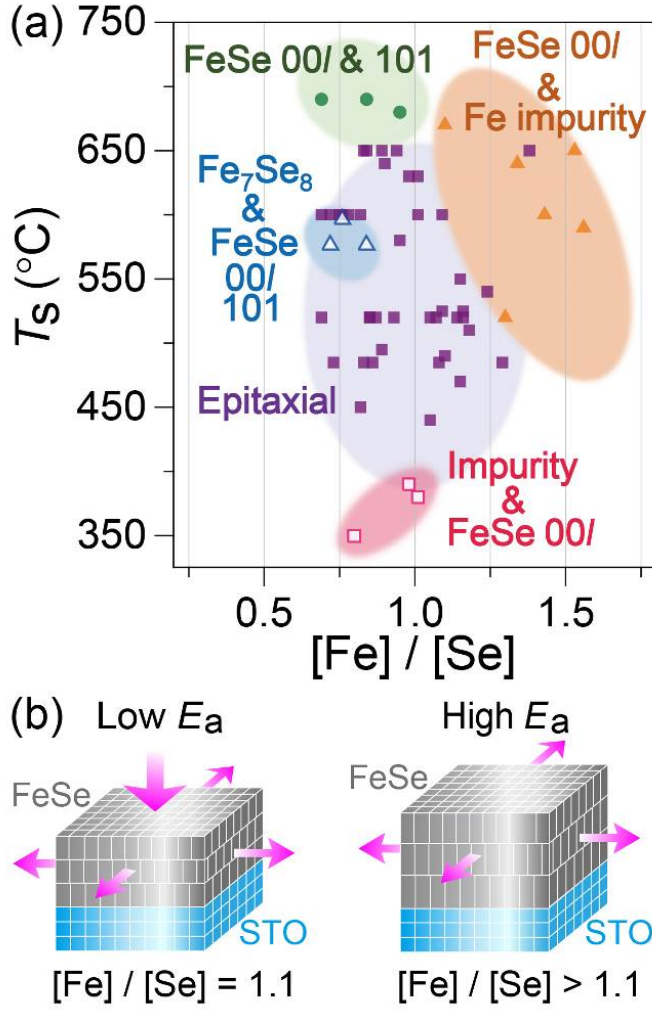 (a)
750
650
550
450
350
Ts (°C)
FeSe 00l & 101
FeSe 00l
&
Fe impurity
Fe₇Se₈
&
FeSe
00l
101
Epitaxial
Impurity
&
FeSe 00l
0.5 1.0 1.5
[Fe] / [Se]
(b) Low Ea High Ea
FeSe FeSe
STO STO
[Fe] / [Se] = 1.1 [Fe] / [Se] > 1.1